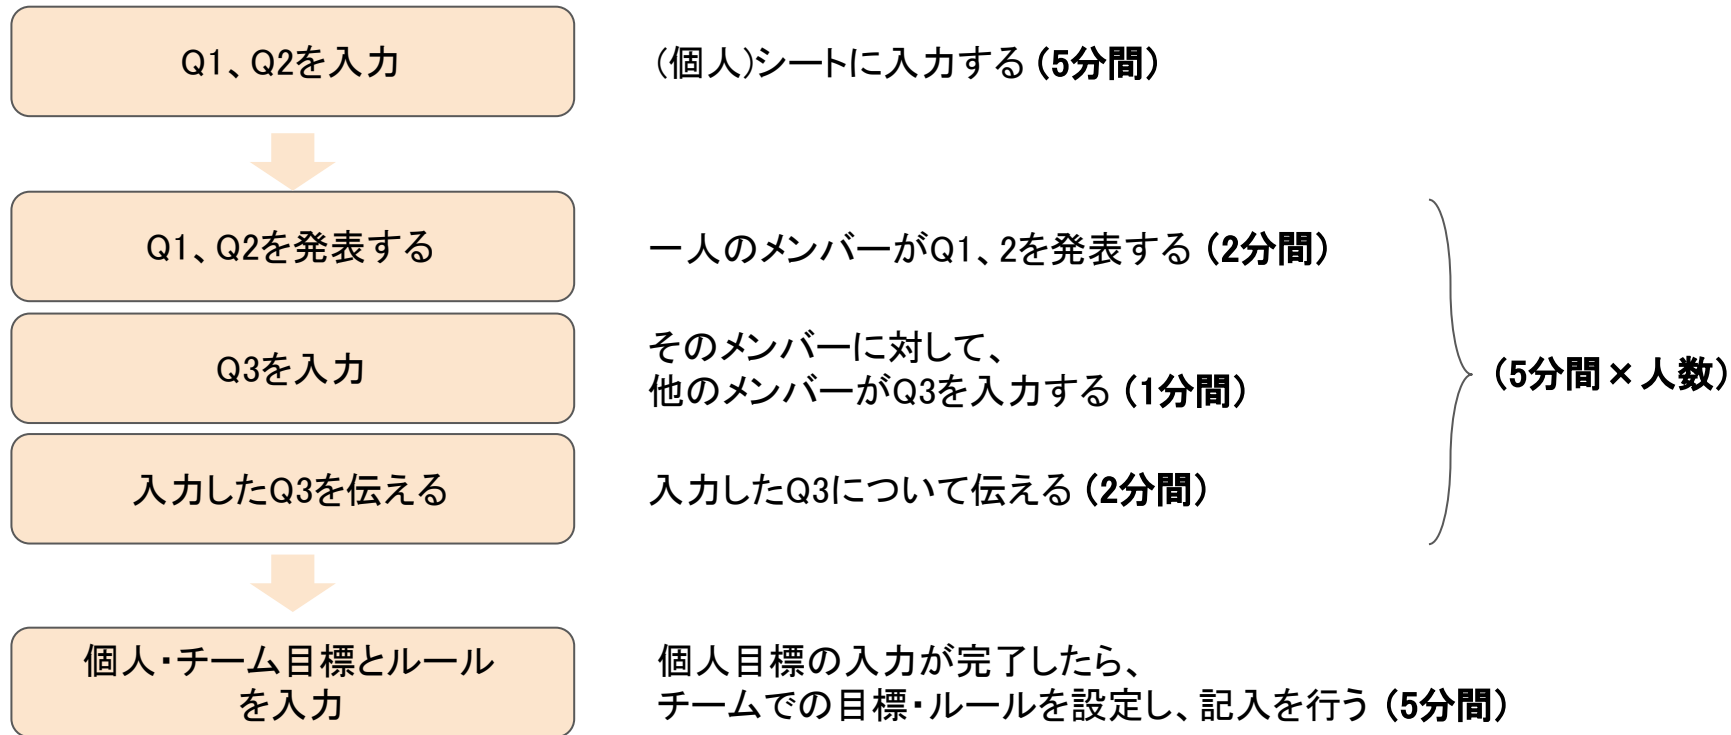 Q1、Q2を入力
(個人)シートに入力する (5分間)
Q1、Q2を発表する
一人のメンバーがQ1、2を発表する (2分間)
Q3を入力
そのメンバーに対して、
他のメンバーがQ3を入力する (1分間)
入力したQ3を伝える
入力したQ3について伝える (2分間)
(5分間×人数)
個人・チーム目標とルール
を入力
個人目標の入力が完了したら、
チームでの目標・ルールを設定し、記入を行う (5分間)